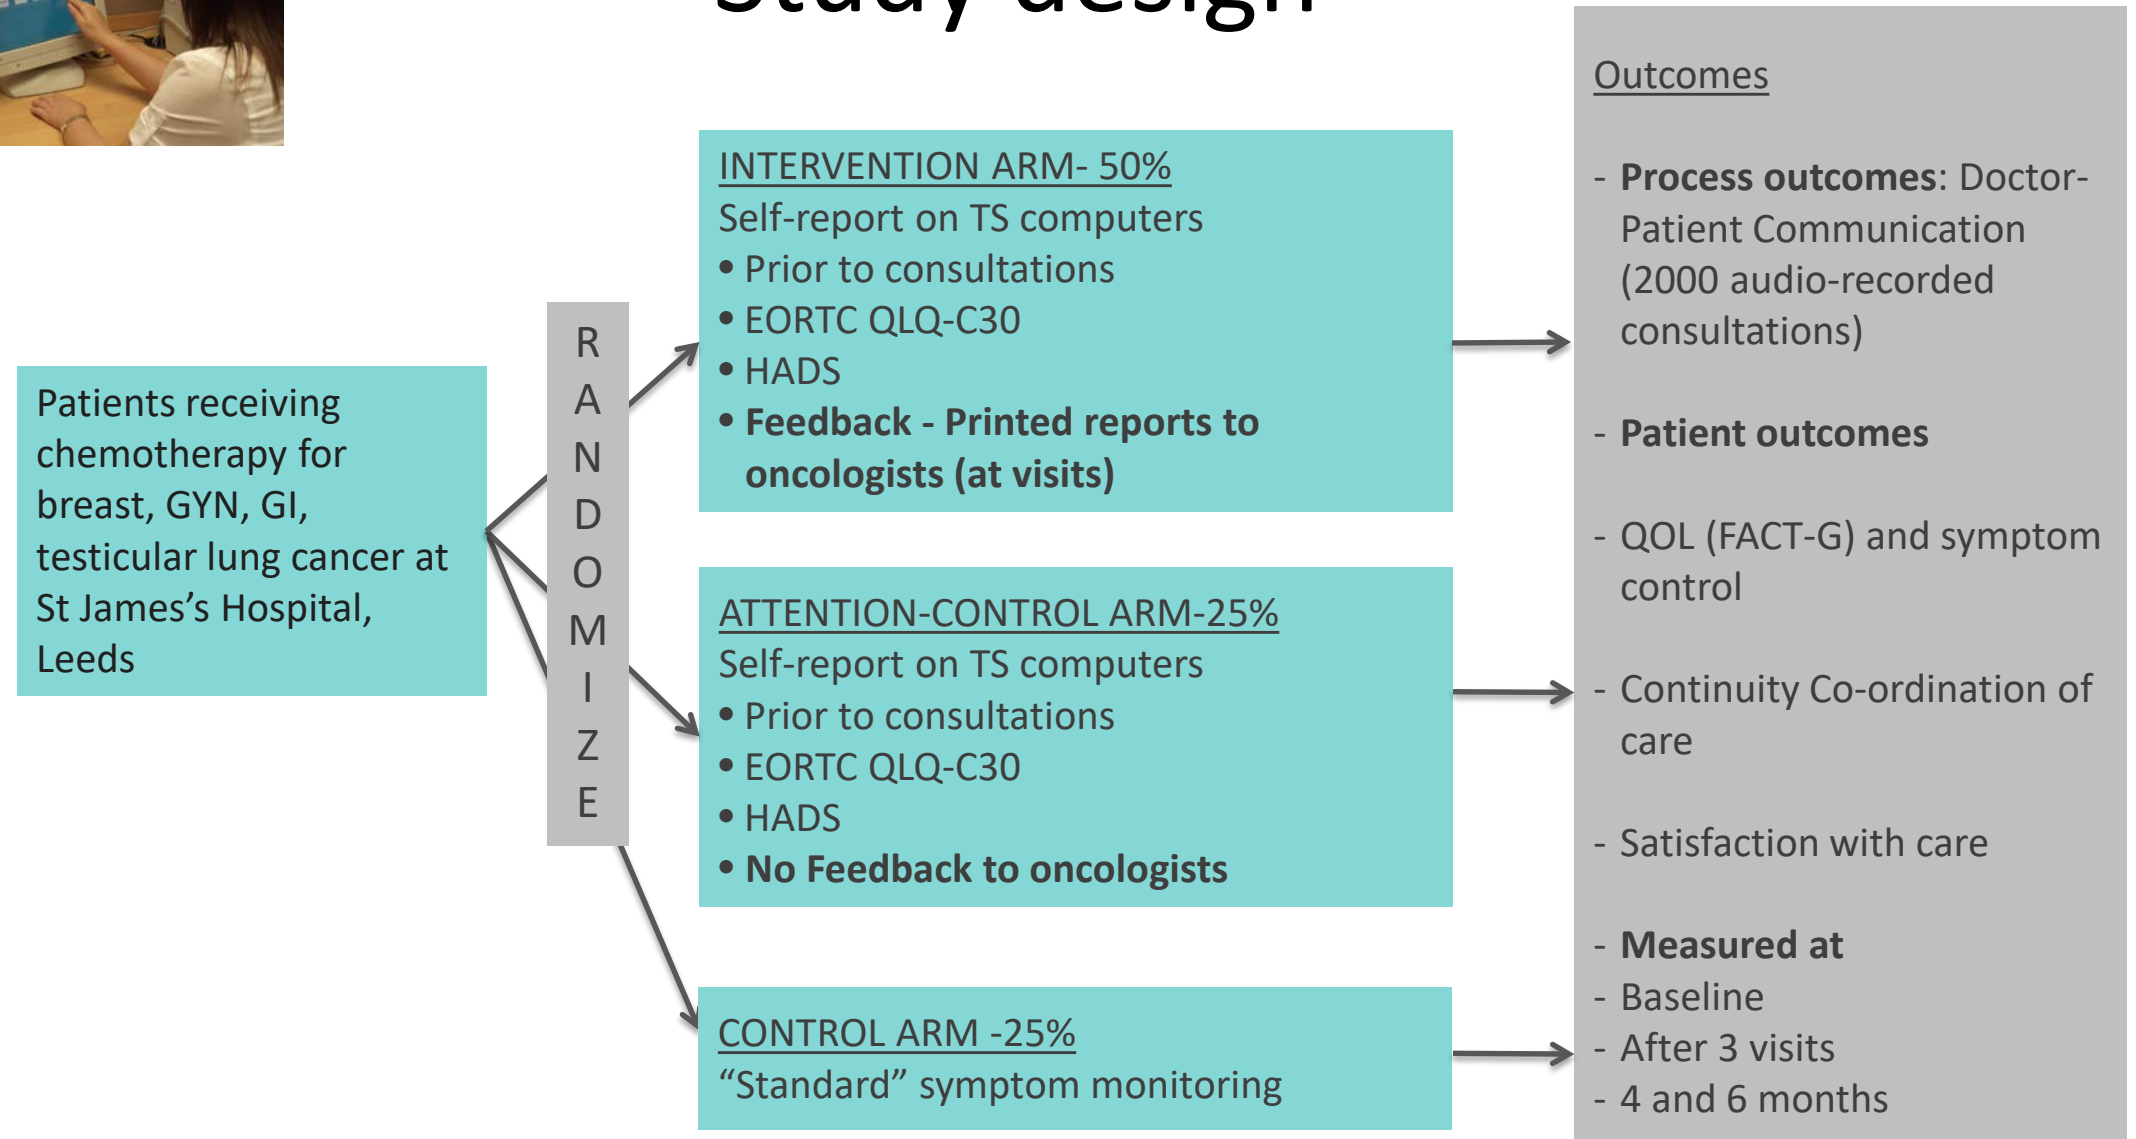 Study design
Patients receiving
chemotherapy for
breast, GYN, GI,
testicular lung cancer at
St James’s Hospital,
Leeds
R
A
N
D
O
M
I
Z
E
INTERVENTION ARM- 50%
Self-report on TS computers
• Prior to consultations
• EORTC QLQ-C30
• HADS
• Feedback - Printed reports to
oncologists (at visits)
ATTENTION-CONTROL ARM-25%
Self-report on TS computers
• Prior to consultations
• EORTC QLQ-C30
• HADS
• No Feedback to oncologists
CONTROL ARM -25%
“Standard” symptom monitoring
Outcomes
- Process outcomes: Doctor-
Patient Communication
(2000 audio-recorded
consultations)
- Patient outcomes
- QOL (FACT-G) and symptom
control
- Continuity Co-ordination of
care
- Satisfaction with care
- Measured at
- Baseline
- After 3 visits
- 4 and 6 months